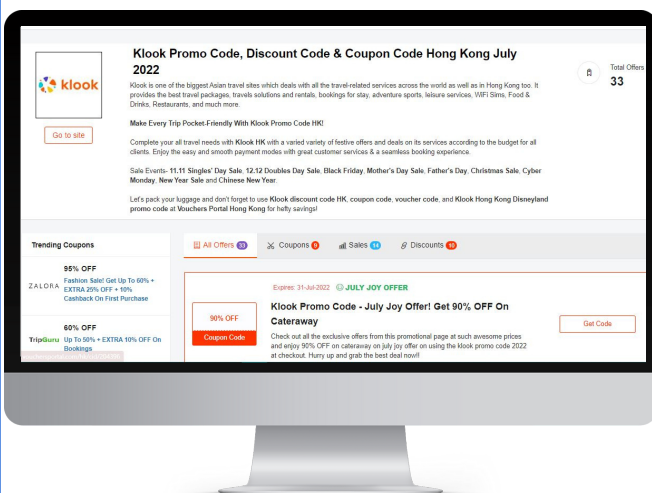 klook
Go to site
Klook Promo Code, Discount Code & Coupon Code Hong Kong July
2022
Klook is one of the biggest Asian travel sites which deals with all the travel-related services across the world as well as in Hong Kong too. It
provides the best travel packages, travels solutions and rentals, bookings for stay, adventure sports, leisure services, WiFi Sims, Food &
Drinks, Restaurants, and much more.
Make Every Trip Pocket-Friendly With Klook Promo Code HK!
Complete your all travel needs with Klook HK with a varied variety of festive offers and deals on its services according to the budget for all
clients. Enjoy the easy and smooth payment modes with great customer services & a seamless booking experience.
Sale Events- 11.11 Singles' Day Sale, 12.12 Doubles Day Sale, Black Friday, Mother's Day Sale, Father's Day, Christmas Sale, Cyber
Monday, New Year Sale and Chinese New Year.
Let's pack your luggage and don't forget to use Klook discount code HK, coupon code, voucher code, and Klook Hong Kong Disneyland
promo code at Vouchers Portal Hong Kong for hefty savings!
Total Offers
33
Trending Coupons
ZALORA
95% OFF
Fashion Sale! Get Up To 60% +
EXTRA 25% OFF + 10%
Cashback On First Purchase
TripGuru
60% OFF
Up To 50% + EXTRA 10% OFF On
Bookings
All Offers 33
Coupons 9
Sales 14
Discounts 10
Expires: 31-Jul-2022 JULY JOY OFFER
90% OFF
Coupon Code
Klook Promo Code - July Joy Offer! Get 90% OFF On
Cateraway
Check out all the exclusive offers from this promotional page at such awesome prices
and enjoy 90% OFF on cateraway on july joy offer on using the klook promo code 2022
at checkout. Hurry up and grab the best deal now!!
Get Code